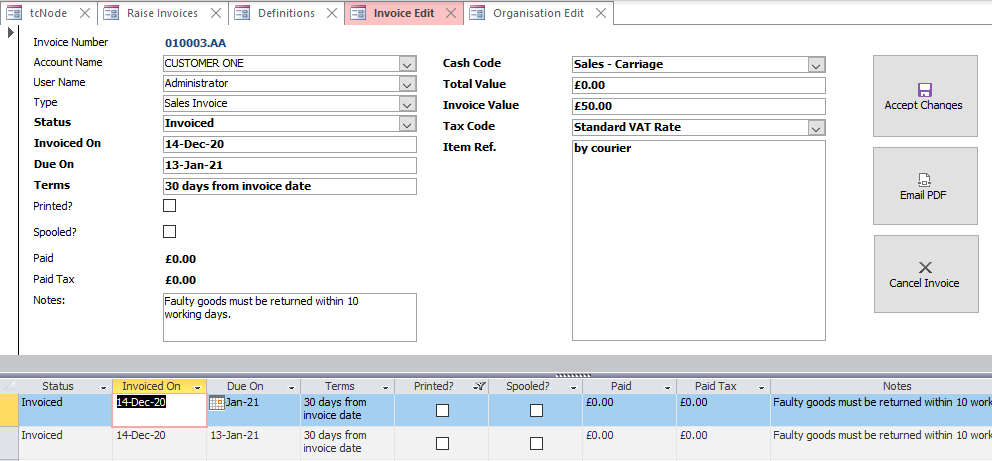 tcNode Raise Invoices Definitions Invoice Edit Organisation Edit
Invoice Number 010003.AA
Account Name CUSTOMER ONE
User Name Administrator
Type Sales Invoice
Status Invoiced
Invoiced On 14-Dec-20
Due On 13-Jan-21
Terms 30 days from invoice date
Printed?
Spooled?
Paid £0.00
Paid Tax £0.00
Notes: Faulty goods must be returned within 10
working days.
Cash Code Sales - Carriage
Total Value £0.00
Invoice Value £50.00
Tax Code Standard VAT Rate
Item Ref. by courier
Accept Changes
Email PDF
Cancel Invoice
Status Invoiced On Due On Terms Printed? Spooled? Paid Paid Tax Notes
Invoiced 14-Dec-20 Jan-21 30 days from £0.00 £0.00 Faulty goods must be returned within 10 work
invoice date
Invoiced 14-Dec-20 13-Jan-21 30 days from £0.00 £0.00 Faulty goods must be returned within 10 work
invoice date